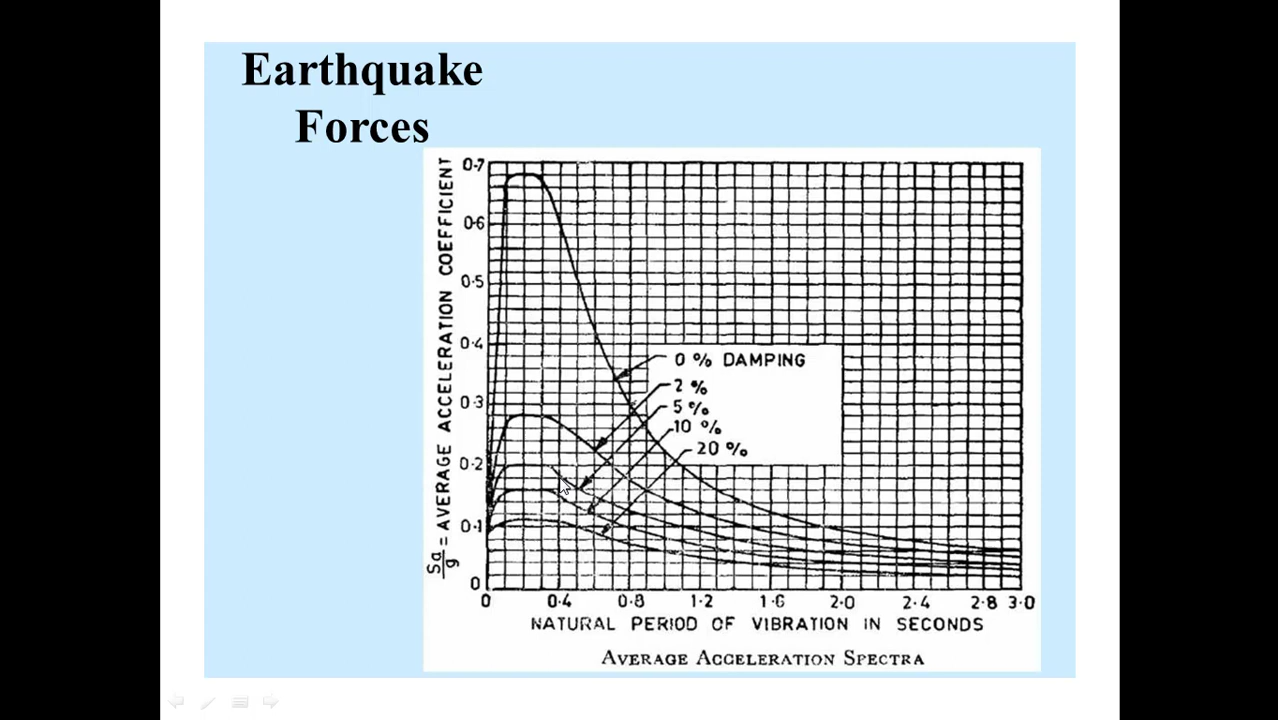 Earthquake
Forces
Sa/g = AVERAGE ACCELERATION COEFFICIENT
0·7
0·6
0·5
0·4
0·3
0·2
0·1
0
0 % DAMPING
2 %
5 %
10 %
20 %
0 0·4 0·8 1·2 1·6 2·0 2·4 2·8 3·0
NATURAL PERIOD OF VIBRATION IN SECONDS
AVERAGE ACCELERATION SPECTRA